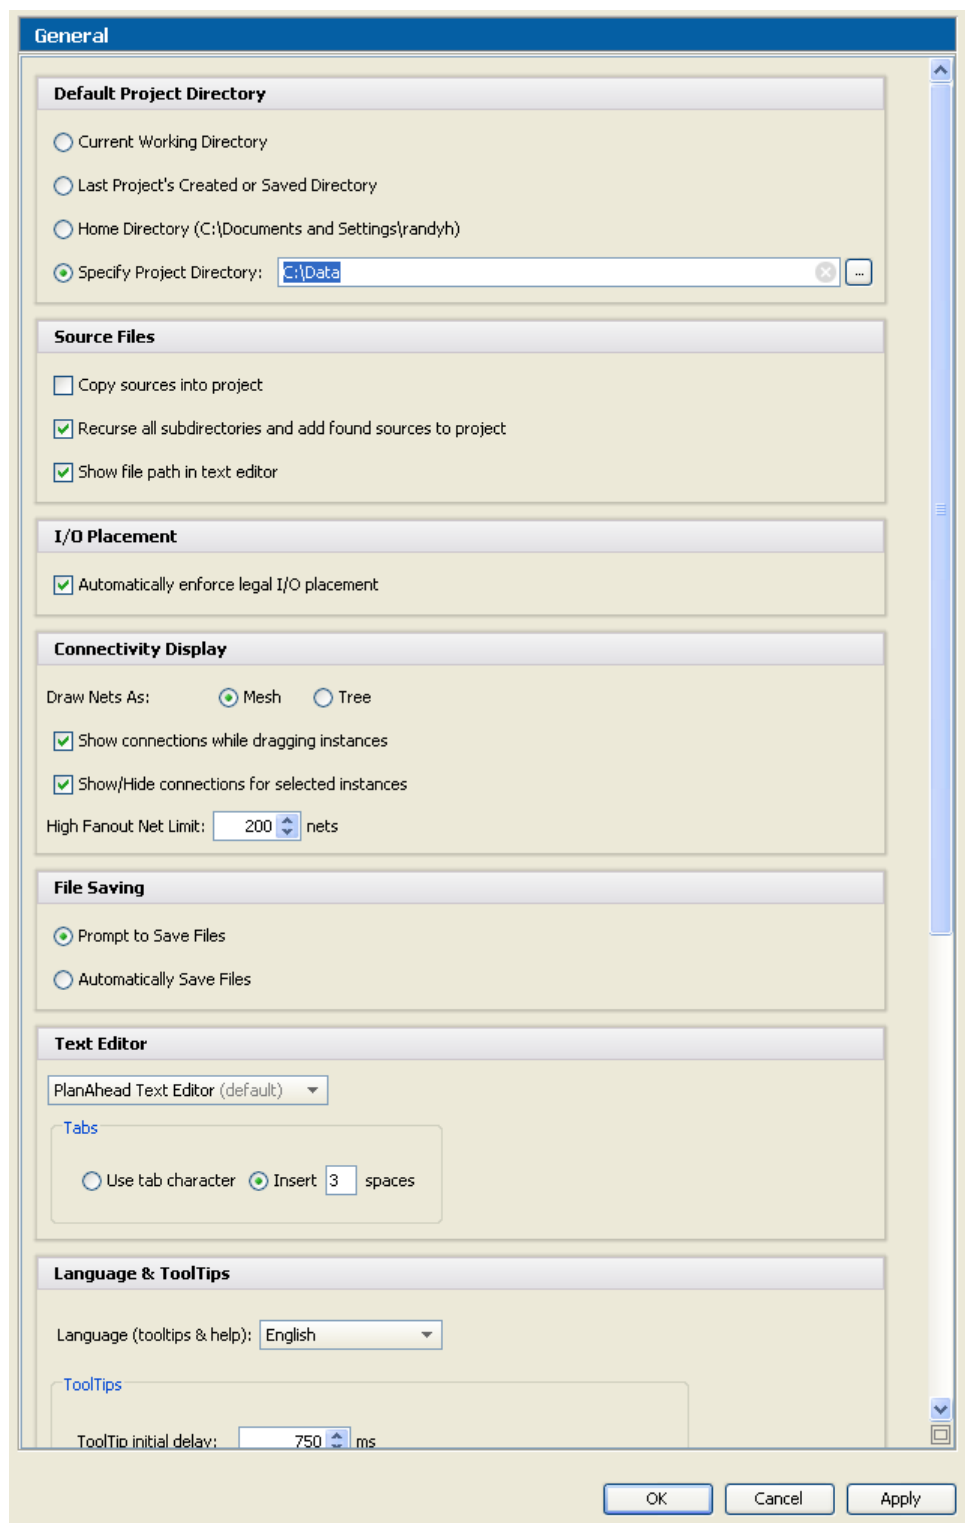 General
Default Project Directory
Current Working Directory
Last Project's Created or Saved Directory
Home Directory (C:\Documents and Settings\randyh)
Specify Project Directory: C:\Data ...
Source Files
Copy sources into project
Recurse all subdirectories and add found sources to project
Show file path in text editor
I/O Placement
Automatically enforce legal I/O placement
Connectivity Display
Draw Nets As: Mesh Tree
Show connections while dragging instances
Show/Hide connections for selected instances
High Fanout Net Limit: 200 nets
File Saving
Prompt to Save Files
Automatically Save Files
Text Editor
PlanAhead Text Editor (default)
Tabs
Use tab character Insert 3 spaces
Language & ToolTips
Language (tooltips & help): English
ToolTips
ToolTip initial delay: 750 ms
OK Cancel Apply